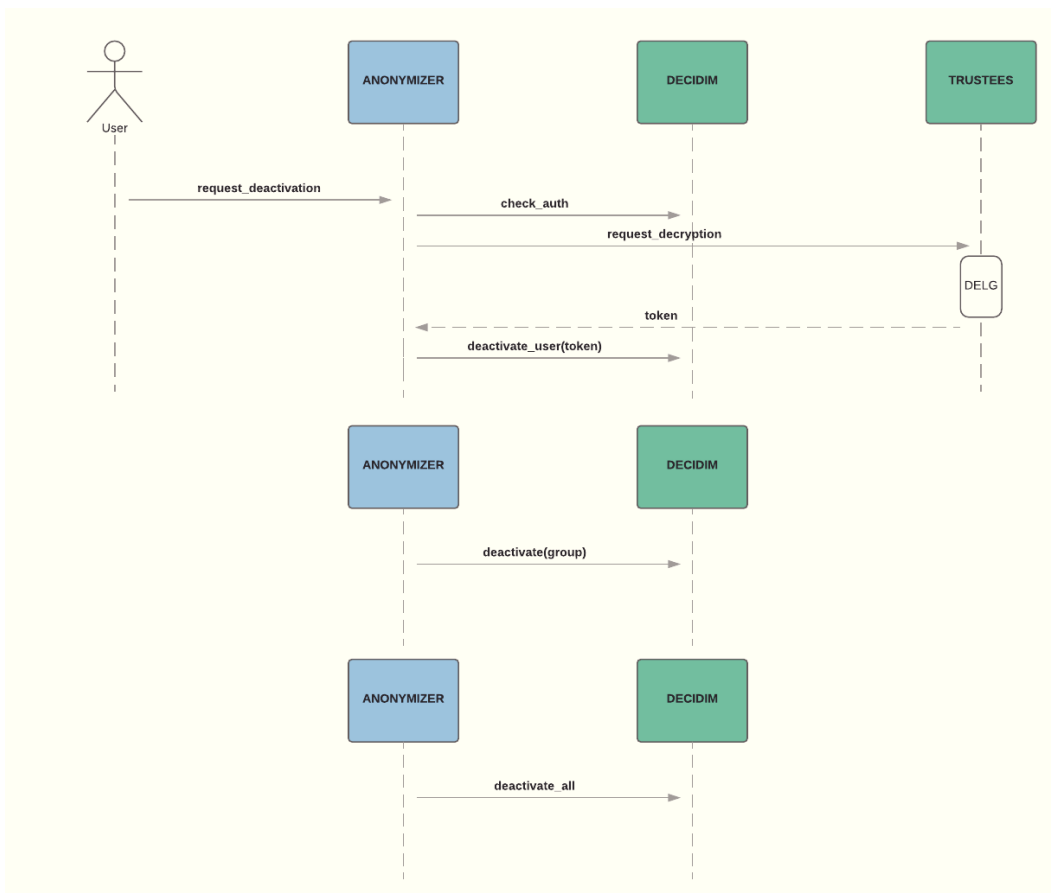 ANONYMIZER
DECIDIM
TRUSTEES
User
request_deactivation
check_auth
request_decryption
DELG
token
deactivate_user(token)
ANONYMIZER
DECIDIM
deactivate(group)
ANONYMIZER
DECIDIM
deactivate_all